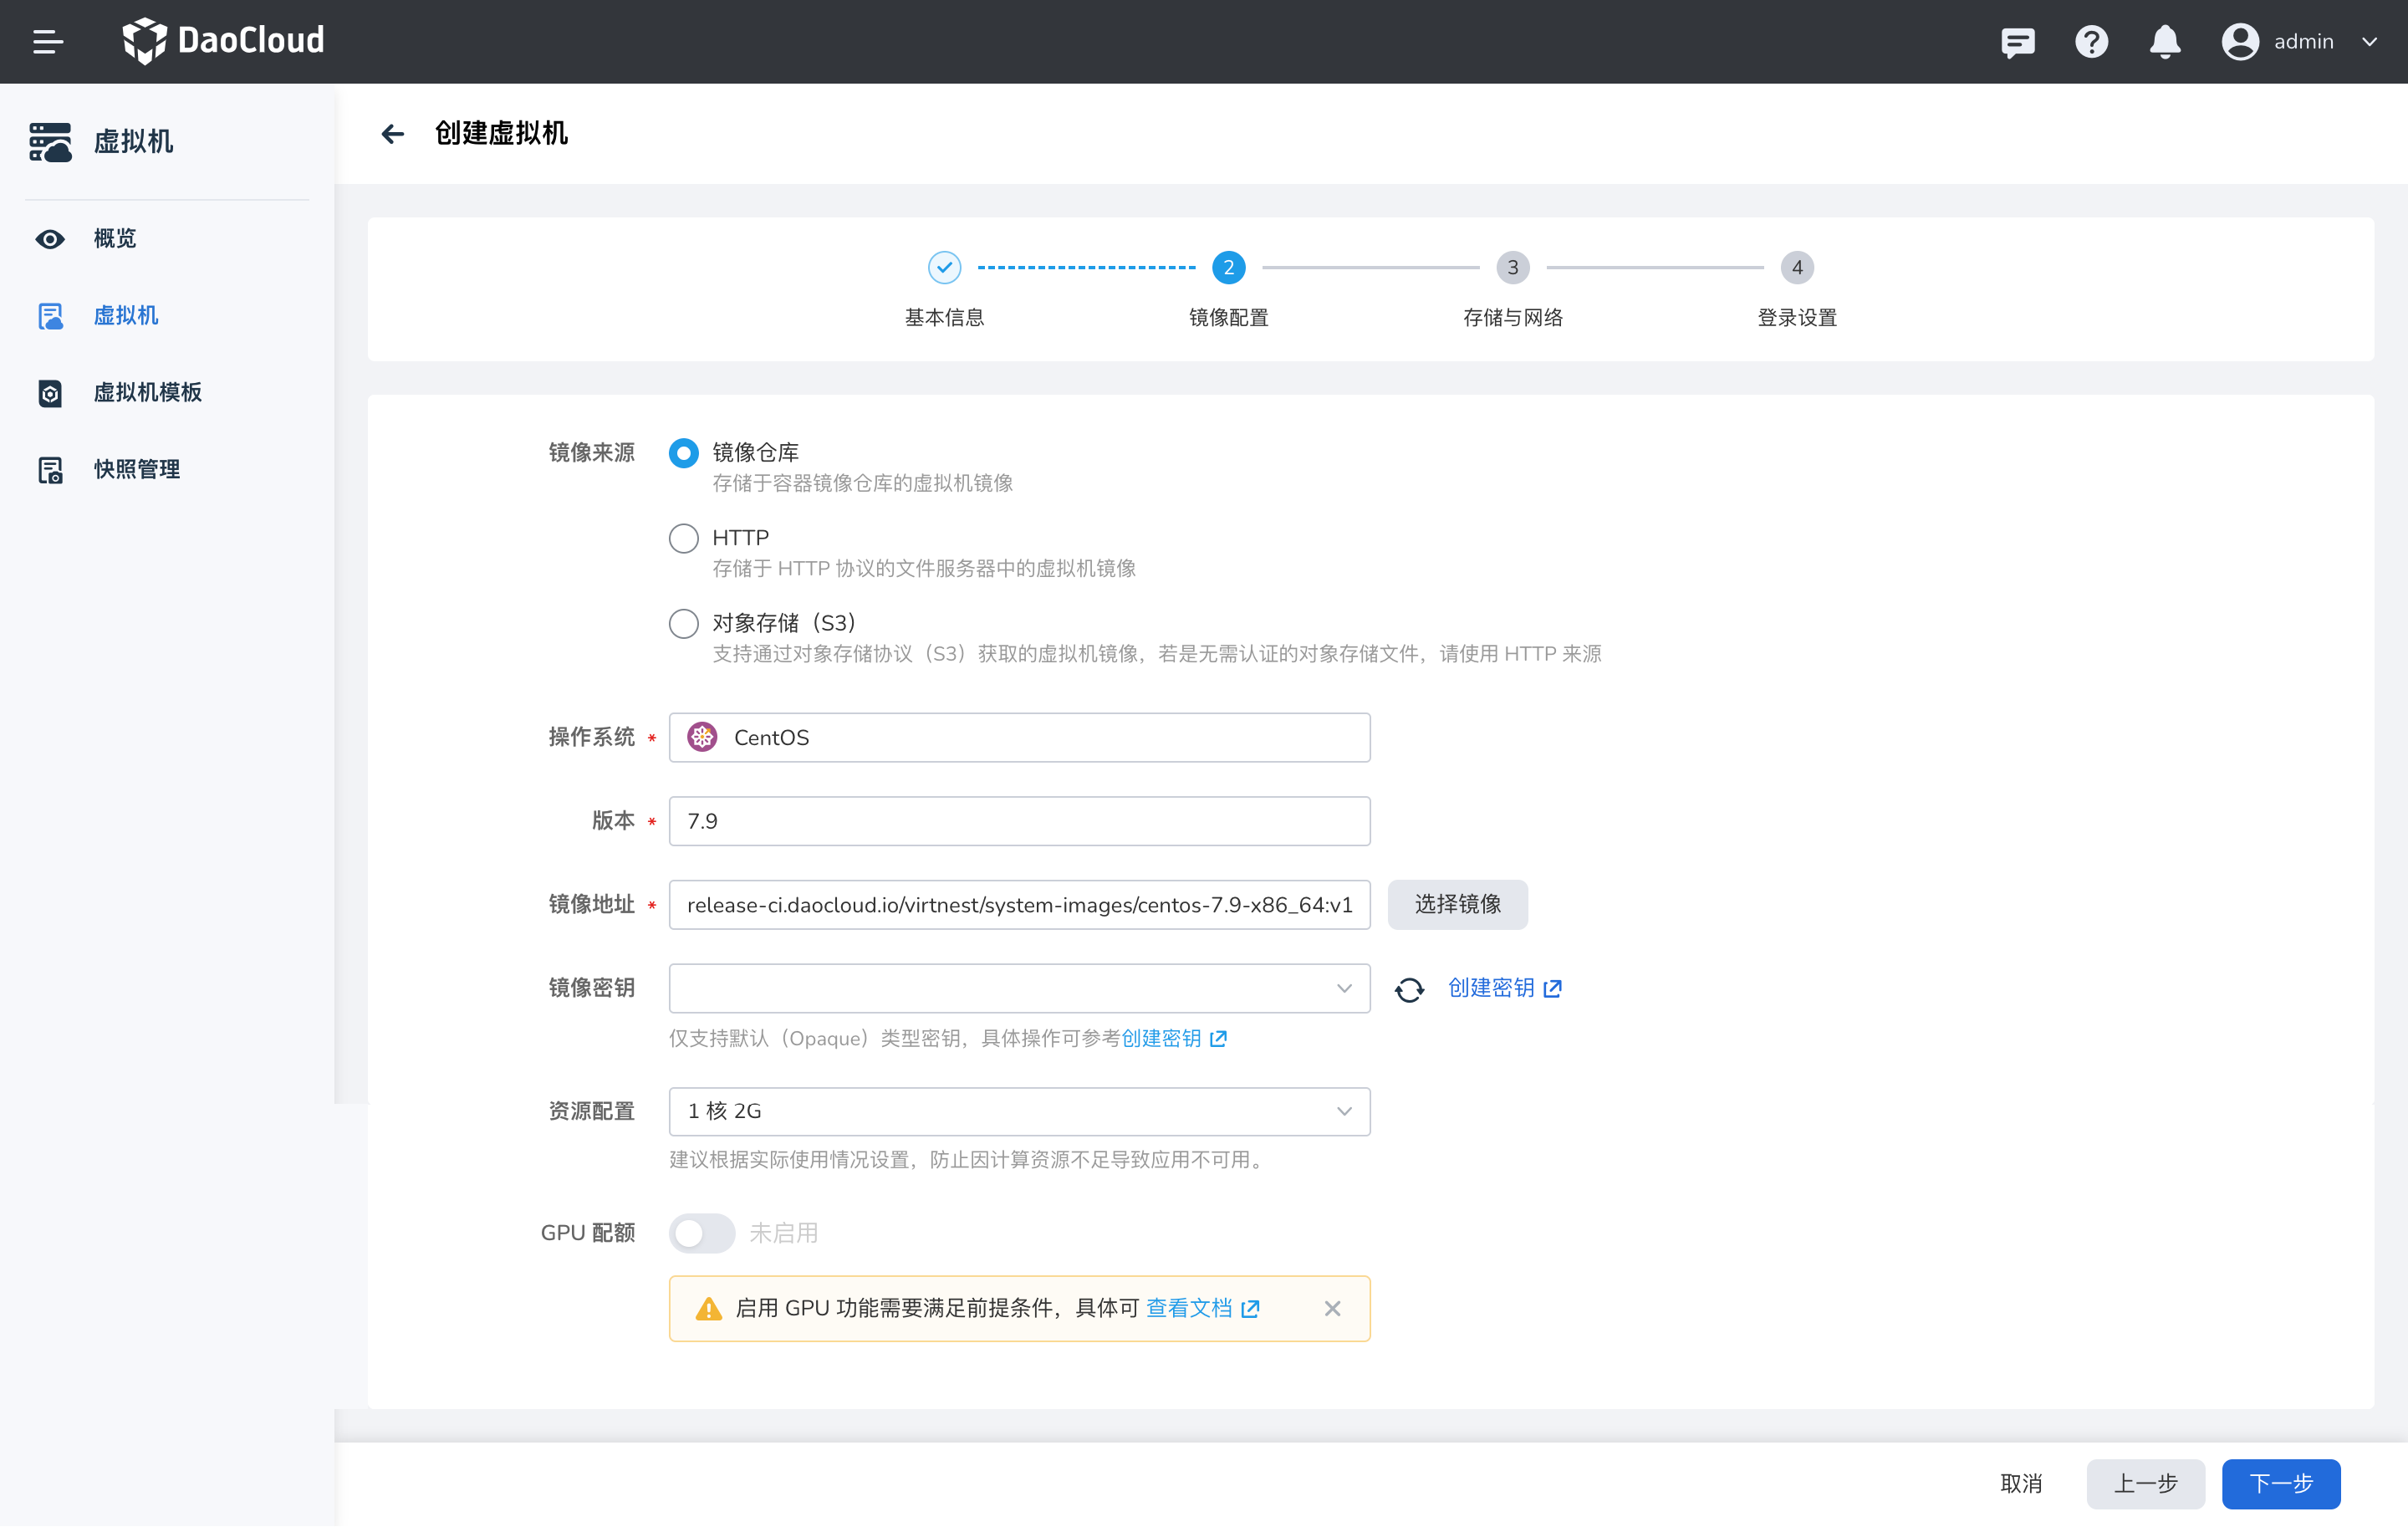 DaoCloud
admin
虚拟机
概览
虚拟机
虚拟机模板
快照管理
创建虚拟机
2
3
4
基本信息
镜像配置
存储与网络
登录设置
镜像来源
镜像仓库
存储于容器镜像仓库的虚拟机镜像
HTTP
存储于 HTTP 协议的文件服务器中的虚拟机镜像
对象存储（S3）
支持通过对象存储协议（S3）获取的虚拟机镜像，若是无需认证的对象存储文件，请使用 HTTP 来源
操作系统 * CentOS
版本 * 7.9
镜像地址 * release-ci.daocloud.io/virtnest/system-images/centos-7.9-x86_64:v1 选择镜像
镜像密钥 创建密钥
仅支持默认（Opaque）类型密钥，具体操作可参考创建密钥
资源配置 1 核 2G
建议根据实际使用情况设置，防止因计算资源不足导致应用不可用。
GPU 配额 未启用
启用 GPU 功能需要满足前提条件，具体可 查看文档
取消 上一步 下一步